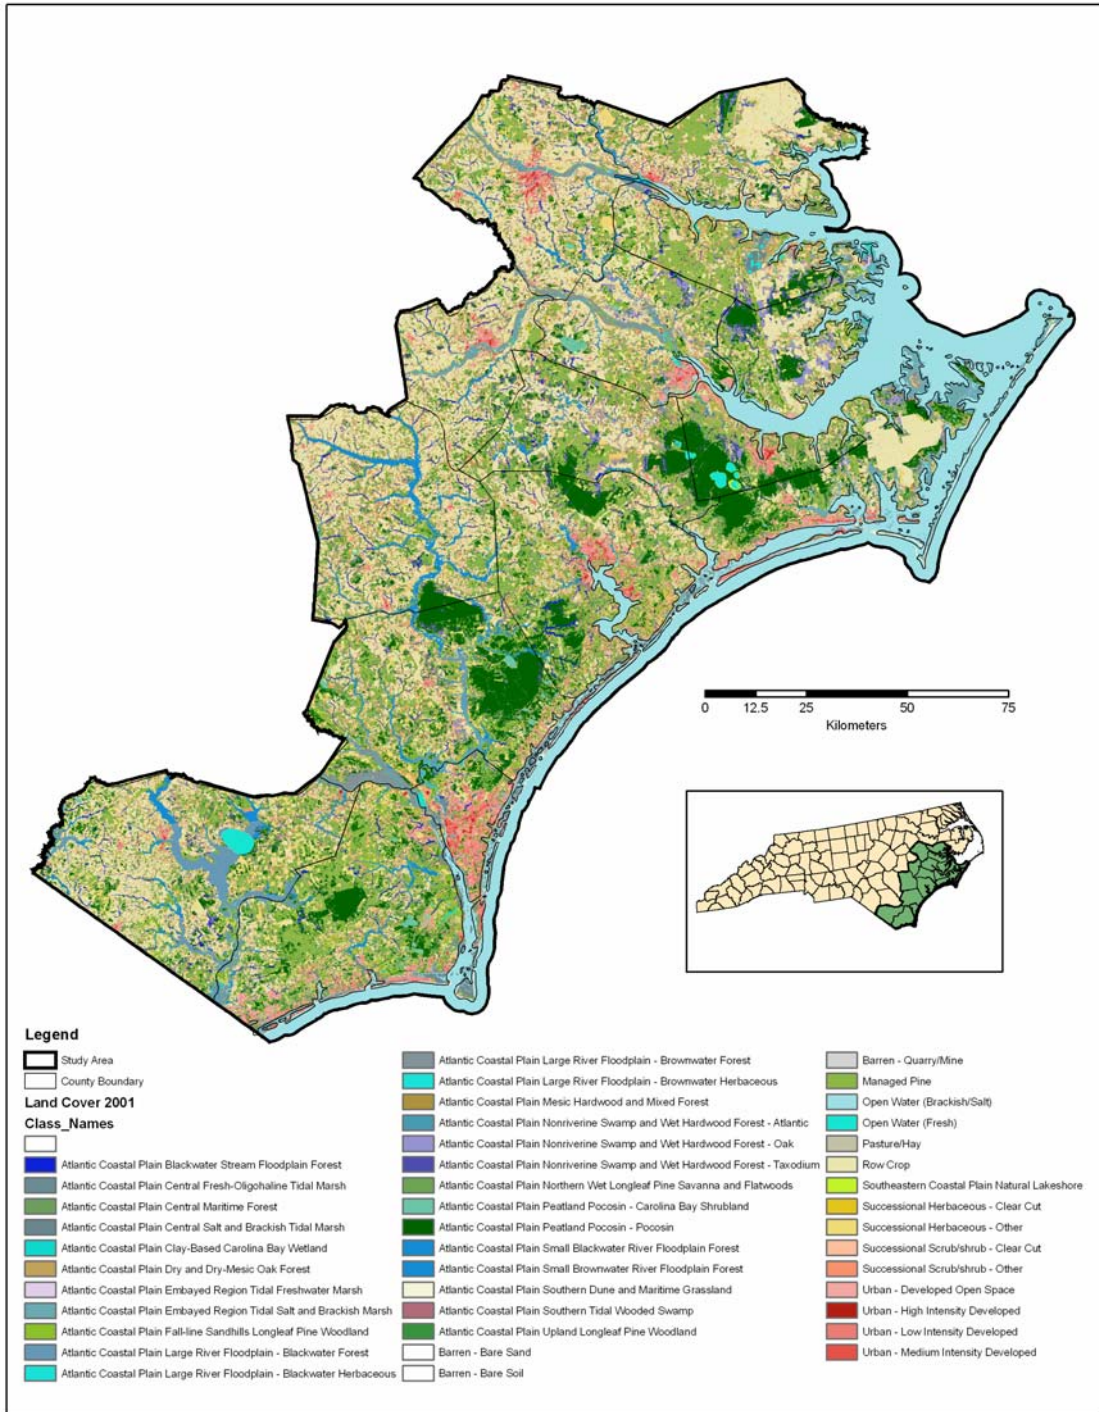 0 12.5 25 50 75
Kilometers
Legend
Study Area
County Boundary
Land Cover 2001
Class_Names
Atlantic Coastal Plain Blackwater Stream Floodplain Forest
Atlantic Coastal Plain Central Fresh-Oligohaline Tidal Marsh
Atlantic Coastal Plain Central Maritime Forest
Atlantic Coastal Plain Central Salt and Brackish Tidal Marsh
Atlantic Coastal Plain Clay-Based Carolina Bay Wetland
Atlantic Coastal Plain Dry and Dry-Mesic Oak Forest
Atlantic Coastal Plain Embayed Region Tidal Freshwater Marsh
Atlantic Coastal Plain Embayed Region Tidal Salt and Brackish Marsh
Atlantic Coastal Plain Fall-line Sandhills Longleaf Pine Woodland
Atlantic Coastal Plain Large River Floodplain - Blackwater Forest
Atlantic Coastal Plain Large River Floodplain - Blackwater Herbaceous
Atlantic Coastal Plain Large River Floodplain - Brownwater Forest
Atlantic Coastal Plain Large River Floodplain - Brownwater Herbaceous
Atlantic Coastal Plain Mesic Hardwood and Mixed Forest
Atlantic Coastal Plain Nonriverine Swamp and Wet Hardwood Forest - Atlantic
Atlantic Coastal Plain Nonriverine Swamp and Wet Hardwood Forest - Oak
Atlantic Coastal Plain Nonriverine Swamp and Wet Hardwood Forest - Taxodium
Atlantic Coastal Plain Northern Wet Longleaf Pine Savanna and Flatwoods
Atlantic Coastal Plain Peatland Pocosin - Carolina Bay Shrubland
Atlantic Coastal Plain Peatland Pocosin - Pocosin
Atlantic Coastal Plain Small Blackwater River Floodplain Forest
Atlantic Coastal Plain Small Brownwater River Floodplain Forest
Atlantic Coastal Plain Southern Dune and Maritime Grassland
Atlantic Coastal Plain Southern Tidal Wooded Swamp
Atlantic Coastal Plain Upland Longleaf Pine Woodland
Barren - Bare Sand
Barren - Bare Soil
Barren - Quarry/Mine
Managed Pine
Open Water (Brackish/Salt)
Open Water (Fresh)
Pasture/Hay
Row Crop
Southeastern Coastal Plain Natural Lakeshore
Successional Herbaceous - Clear Cut
Successional Herbaceous - Other
Successional Scrub/shrub - Clear Cut
Successional Scrub/shrub - Other
Urban - Developed Open Space
Urban - High Intensity Developed
Urban - Low Intensity Developed
Urban - Medium Intensity Developed